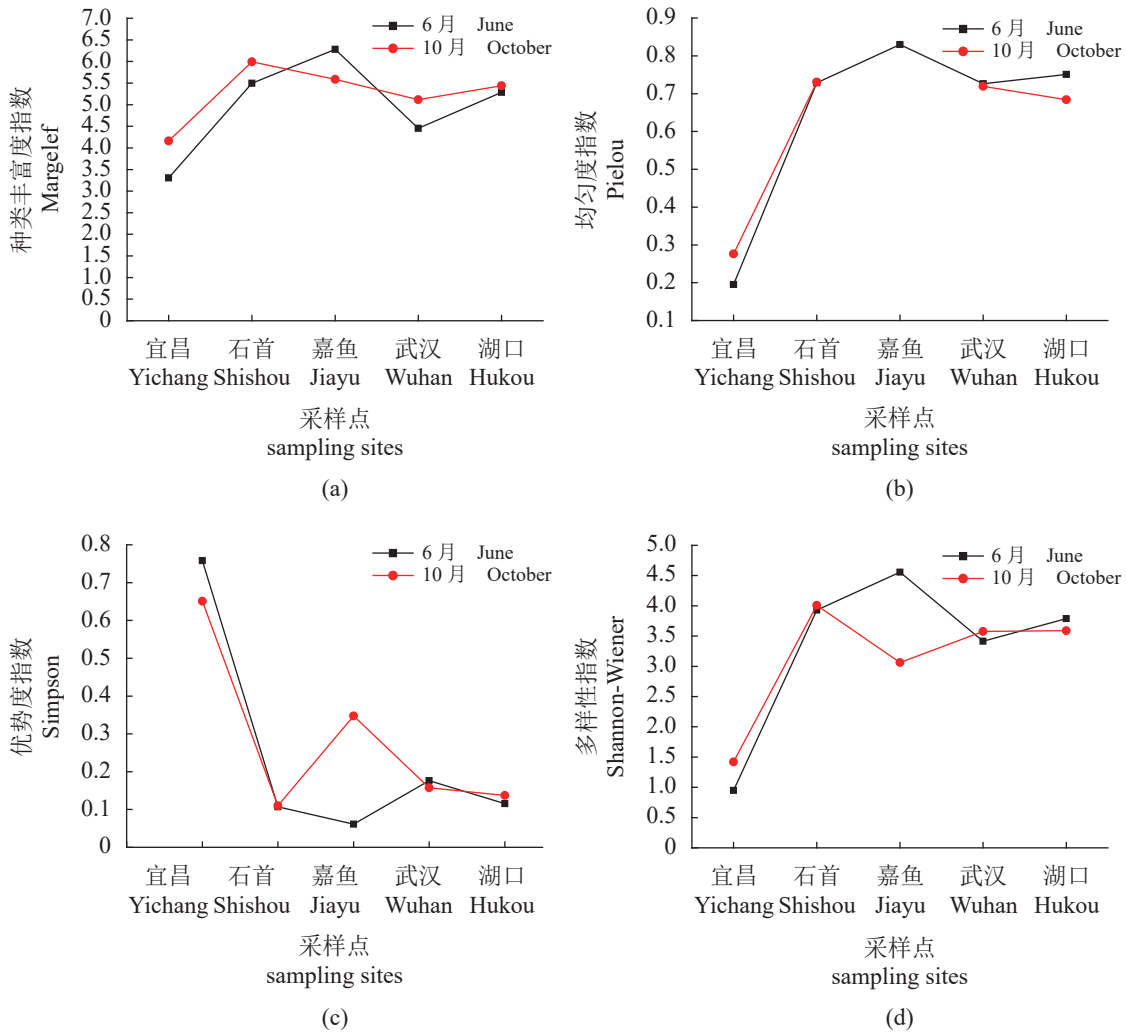 7.0
6.5
6.0
5.5
5.0
4.5
4.0
3.5
3.0
2.5
2.0
1.5
1.0
0.5
0
种类丰富度指数
Margelef
6 月 June
10 月 October
宜昌 石首 嘉鱼 武汉 湖口
Yichang Shishou Jiayu Wuhan Hukou
采样点
sampling sites
(a)
0.9
0.8
0.7
0.6
0.5
0.4
0.3
0.2
0.1
均匀度指数
Pielou
6 月 June
10 月 October
宜昌 石首 嘉鱼 武汉 湖口
Yichang Shishou Jiayu Wuhan Hukou
采样点
sampling sites
(b)
0.8
0.7
0.6
0.5
0.4
0.3
0.2
0.1
0
优势度指数
Simpson
6 月 June
10 月 October
宜昌 石首 嘉鱼 武汉 湖口
Yichang Shishou Jiayu Wuhan Hukou
采样点
sampling sites
(c)
5.0
4.5
4.0
3.5
3.0
2.5
2.0
1.5
1.0
0.5
0
多样性指数
Shannon-Wiener
6 月 June
10 月 October
宜昌 石首 嘉鱼 武汉 湖口
Yichang Shishou Jiayu Wuhan Hukou
采样点
sampling sites
(d)